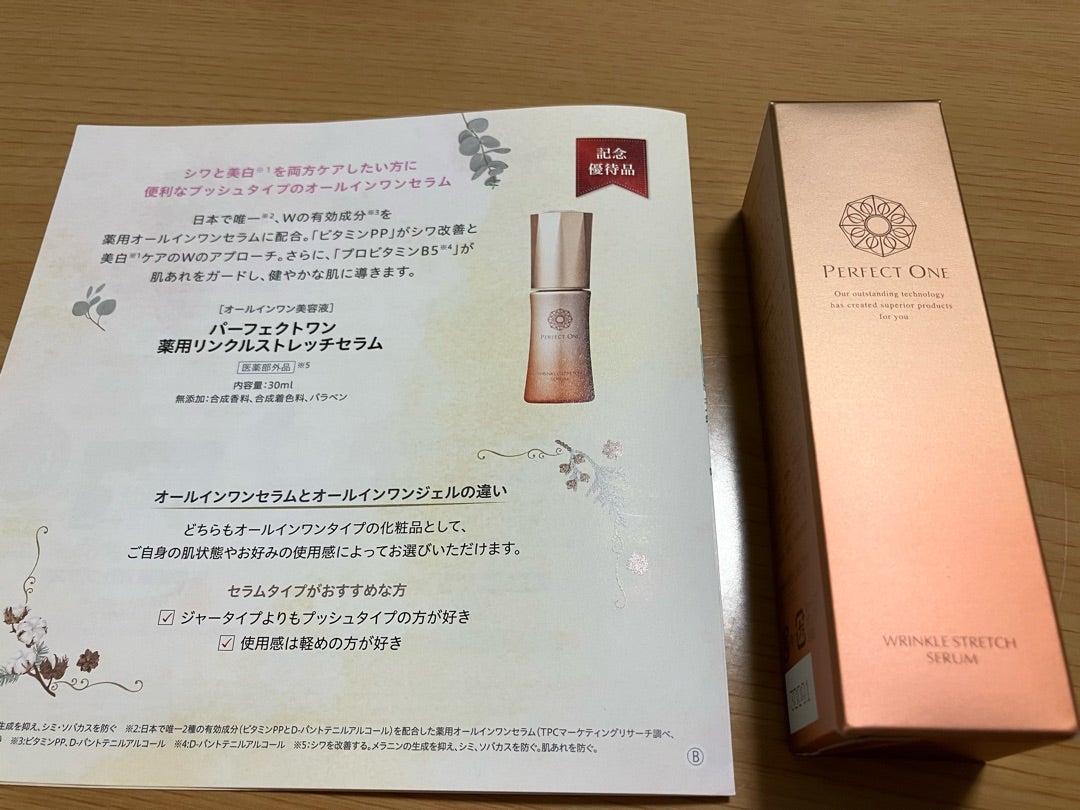 シワと美白※1を両方ケアしたい方に
便利なプッシュタイプのオールインワンセラム
記念
優待品
日本で唯一※2、Wの有効成分※3を
薬用オールインワンセラムに配合。「ビタミンPP」がシワ改善と
美白※1ケアのWのアプローチ。さらに、「プロビタミンB5※4」が
肌あれをガードし、健やかな肌に導きます。
[オールインワン美容液]
パーフェクトワン
薬用リンクルストレッチセラム
医薬部外品 ※5
内容量:30ml
無添加:合成香料、合成着色料、パラベン
PERFECT ONE
WRINKLE STRETCH
SERUM
オールインワンセラムとオールインワンジェルの違い
どちらもオールインワンタイプの化粧品として、
ご自身の肌状態やお好みの使用感によってお選びいただけます。
セラムタイプがおすすめな方
ジャータイプよりもプッシュタイプの方が好き
使用感は軽めの方が好き
生成を抑え、シミ・ソバカスを防ぐ ※2:日本で唯一2種の有効成分(ビタミンPPとD-パントテニルアルコール)を配合した薬用オールインワンセラム(TPCマーケティングリサーチ調べ、
※3:ビタミンPP、D-パントテニルアルコール ※4:D-パントテニルアルコール ※5:シワを改善する。メラニンの生成を抑え、シミ、ソバカスを防ぐ。肌あれを防ぐ。
B
PERFECT ONE
Our outstanding technology
has created superior products
for you
WRINKLE STRETCH
SERUM